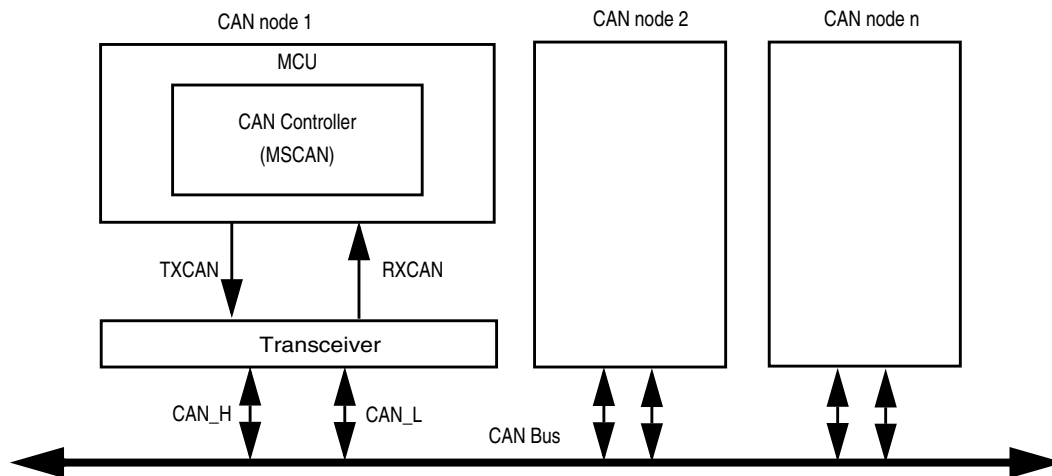 CAN node 1
CAN node 2
CAN node n
MCU
CAN Controller
(MSCAN)
TXCAN
RXCAN
Transceiver
CAN_H
CAN_L
CAN Bus